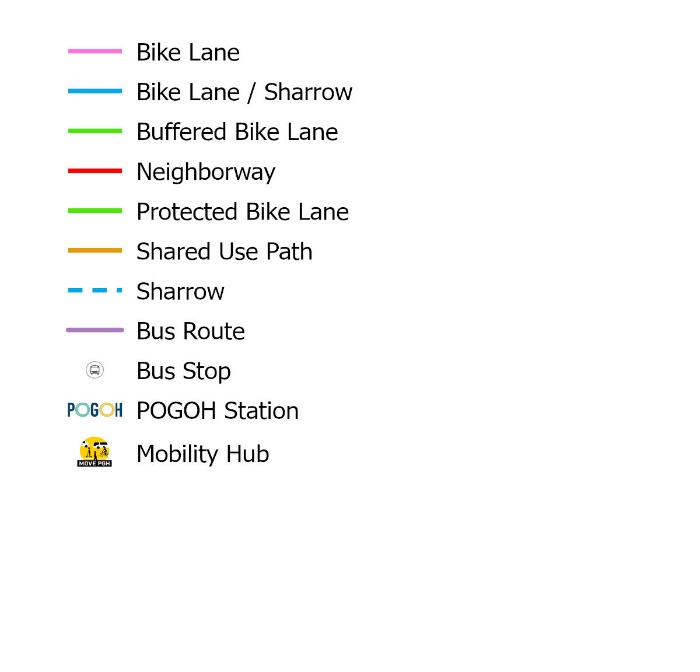 Bike Lane
Bike Lane / Sharrow
Buffered Bike Lane
Neighborway
Protected Bike Lane
Shared Use Path
Sharrow
Bus Route
Bus Stop
POGOH POGOH Station
MOVE PGH Mobility Hub